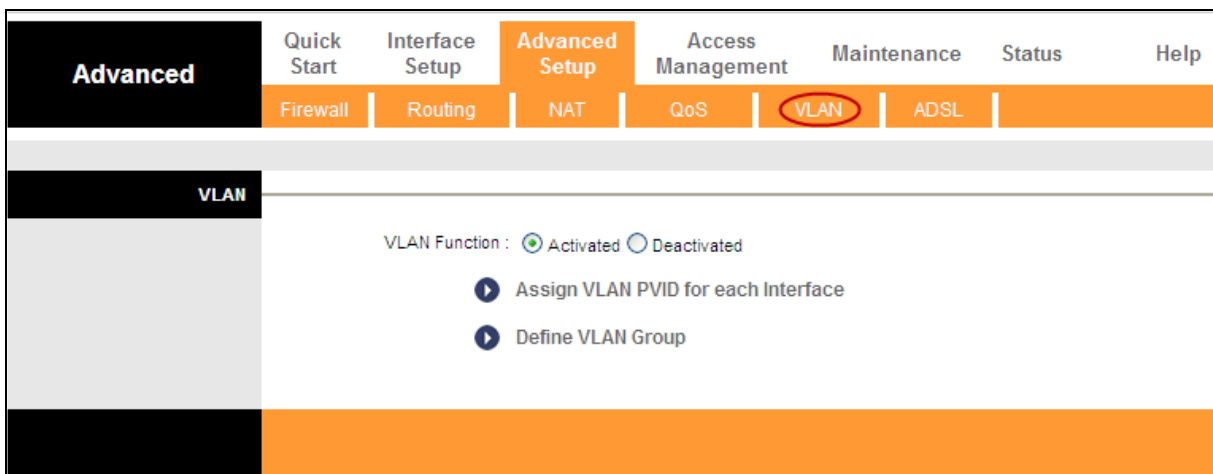 Advanced
Quick Start
Interface Setup
Advanced Setup
Access Management
Maintenance
Status
Help
Firewall
Routing
NAT
QoS
VLAN
ADSL
VLAN
VLAN Function : Activated Deactivated
Assign VLAN PVID for each Interface
Define VLAN Group